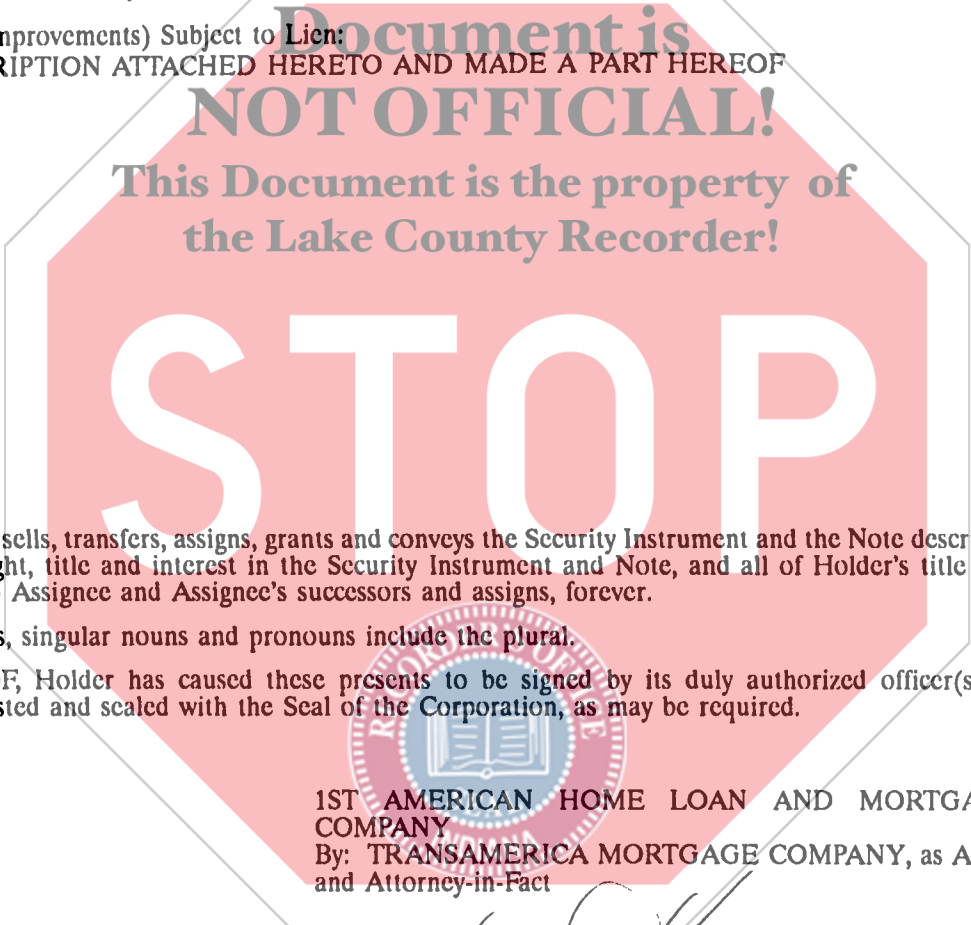 nprovements) Subject to Lien:
RIPTION ATTACHED HERETO AND MADE A PART HEREOF
Document is
NOT OFFICIAL!
This Document is the property of
the Lake County Recorder!
STOP
sells, transfers, assigns, grants and conveys the Security Instrument and the Note descr
ht, title and interest in the Security Instrument and Note, and all of Holder's title
Assignee and Assignee's successors and assigns, forever.
s, singular nouns and pronouns include the plural.
F, Holder has caused these presents to be signed by its duly authorized officer(s
sted and sealed with the Seal of the Corporation, as may be required.
RECORDER'S OFFICE
INDIANA
1ST AMERICAN HOME LOAN AND MORTGA
COMPANY
By: TRANSAMERICA MORTGAGE COMPANY, as A
and Attorney-in-Fact